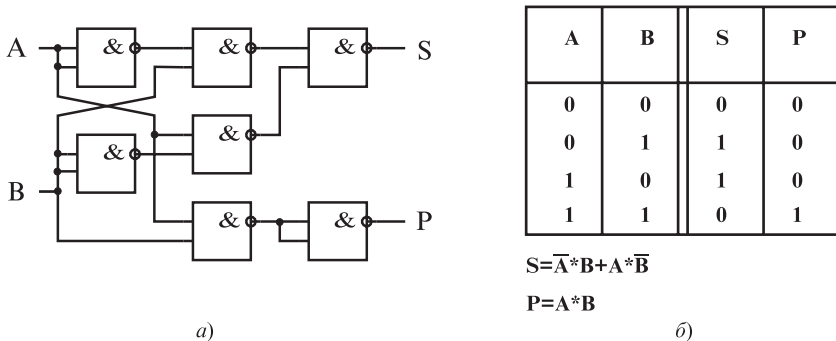 A & & & S
&
B &
& & P
A B S P
0 0 0 0
0 1 1 0
1 0 1 0
1 1 0 1
S=A̅*B+A*B̅
P=A*B
а) б)